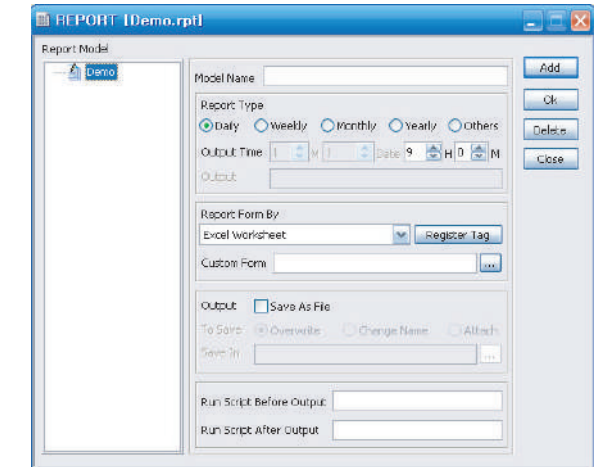 REPORT [Demo.rpt]
Report Model
Demo
Model Name
Report Type
Daily Weekly Monthly Yearly Others
Output Time 1 M 1 Date 9 H 0 M
Output
Report Form By
Excel Worksheet Register Tag
Custom Form ...
Output Save As File
To Save Overwrite Change Name Attach
Save In ...
Run Script Before Output
Run Script After Output
Add
Ok
Delete
Close